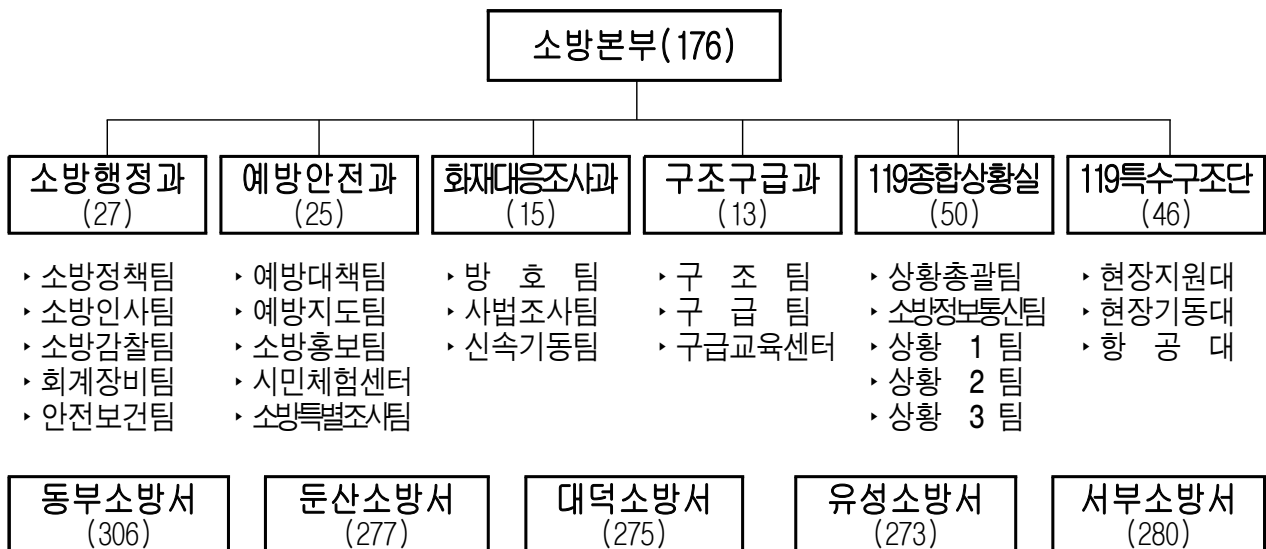 소방본부(176)
소방행정과
(27)
예방안전과
(25)
화재대응조사과
(15)
구조구급과
(13)
119종합상황실
(50)
119특수구조단
(46)
‣ 소방정책팀
‣ 소방인사팀
‣ 소방감찰팀
‣ 회계장비팀
‣ 안전보건팀
‣ 예방대책팀
‣ 예방지도팀
‣ 소방홍보팀
‣ 시민체험센터
‣ 소방특별조사팀
‣ 방 호 팀
‣ 사법조사팀
‣ 신속기동팀
‣ 구 조 팀
‣ 구 급 팀
‣ 구급교육센터
‣ 상황총괄팀
‣ 소방정보통신팀
‣ 상황 1 팀
‣ 상황 2 팀
‣ 상황 3 팀
‣ 현장지원대
‣ 현장기동대
‣ 항 공 대
동부소방서
(306)
둔산소방서
(277)
대덕소방서
(275)
유성소방서
(273)
서부소방서
(280)